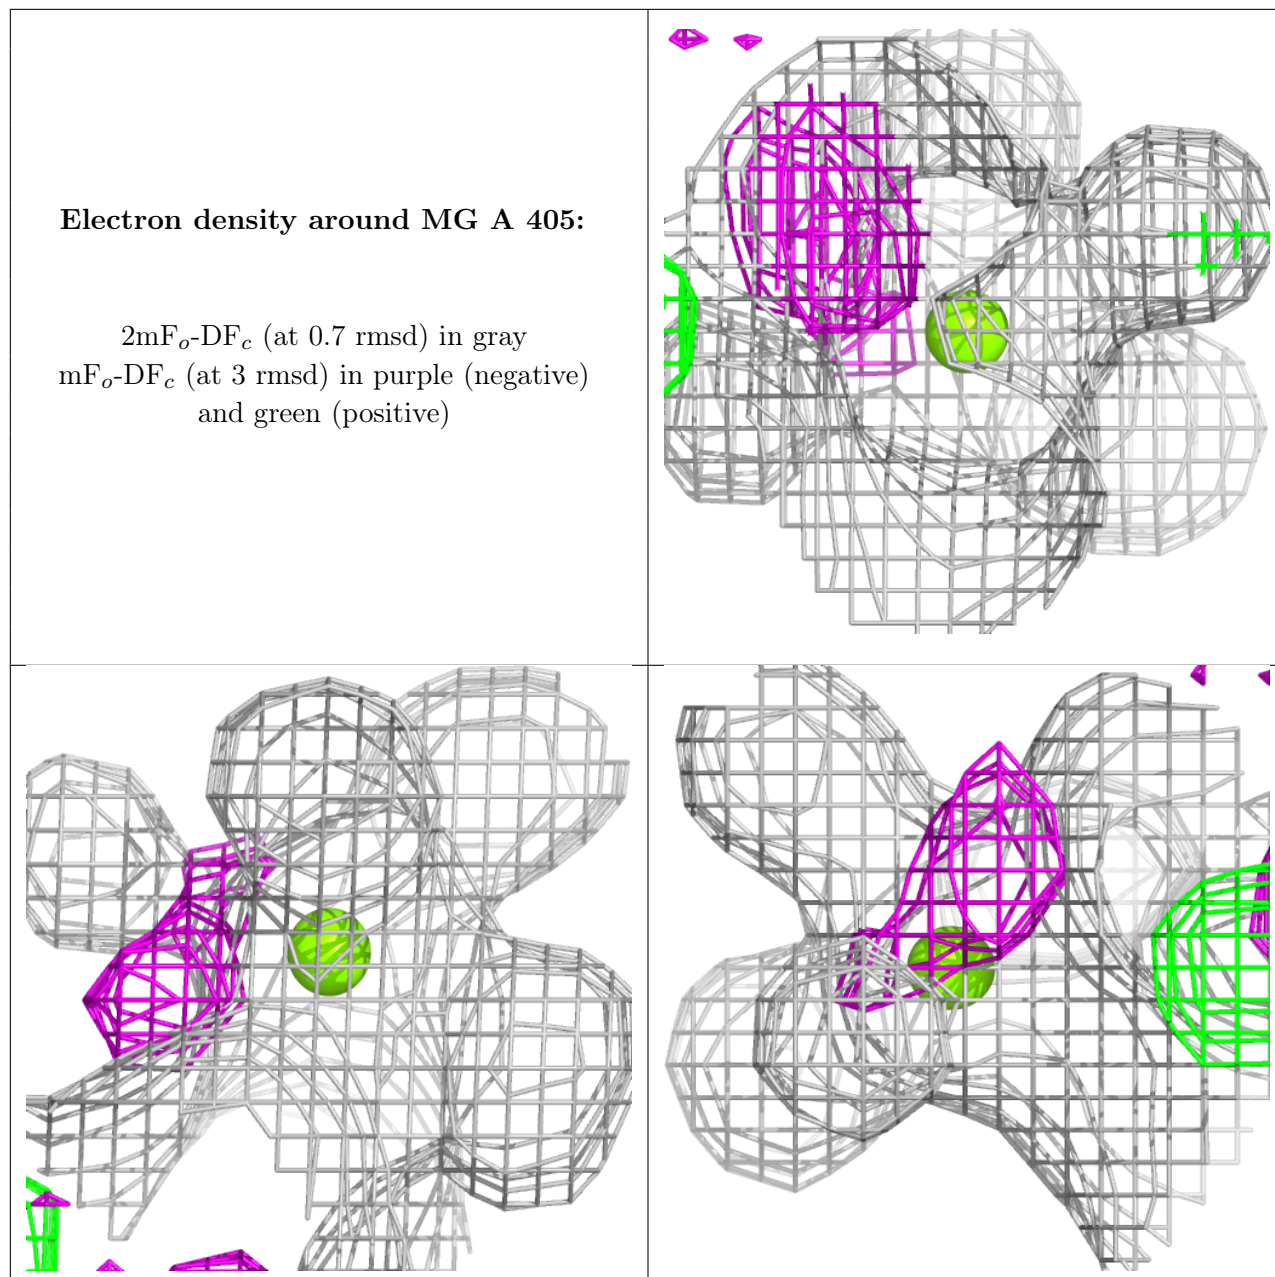 Electron density around MG A 405:
2mFo-DFc (at 0.7 rmsd) in gray
mFo-DFc (at 3 rmsd) in purple (negative)
and green (positive)